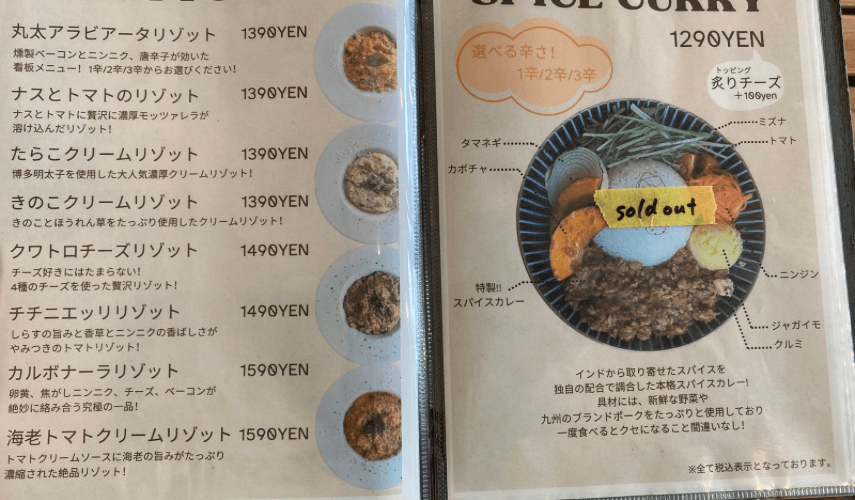 丸太アラビアータリゾット 1390YEN
燻製ベーコンとニンニク、唐辛子が効いた
看板メニュー! 1辛/2辛/3辛からお選びください!
ナスとトマトのリゾット 1390YEN
ナスとトマトに贅沢に濃厚モッツァレラが
溶け込んだリゾット!
たらこクリームリゾット 1390YEN
博多明太子を使用した大人気濃厚クリームリゾット!
きのこクリームリゾット 1390YEN
きのことほうれん草をたっぷり使用したクリームリゾット!
クワトロチーズリゾット 1490YEN
チーズ好きにはたまらない!
4種のチーズを使った贅沢リゾット!
チチニエッリリゾット 1490YEN
しらすの旨みと香草とニンニクの香ばしさが
やみつきのトマトリゾット!
カルボナーラリゾット 1590YEN
卵黄、焦がしニンニク、チーズ、ベーコンが
絶妙に絡み合う究極の一品!
海老トマトクリームリゾット 1590YEN
トマトクリームソースに海老の旨みがたっぷり
濃縮された絶品リゾット!
SPICE CURRY
1290YEN
選べる辛さ!
1辛/2辛/3辛
トッピング
炙りチーズ
+100yen
ミズナ
トマト
タマネギ
カボチャ
sold out
ニンジン
特製!!
スパイスカレー
ジャガイモ
クルミ
インドから取り寄せたスパイスを
独自の配合で調合した本格スパイスカレー!
具材には、新鮮な野菜や
九州のブランドポークをたっぷりと使用しており
一度食べるとクセになること間違いなし!
※全て税込表示となっております。